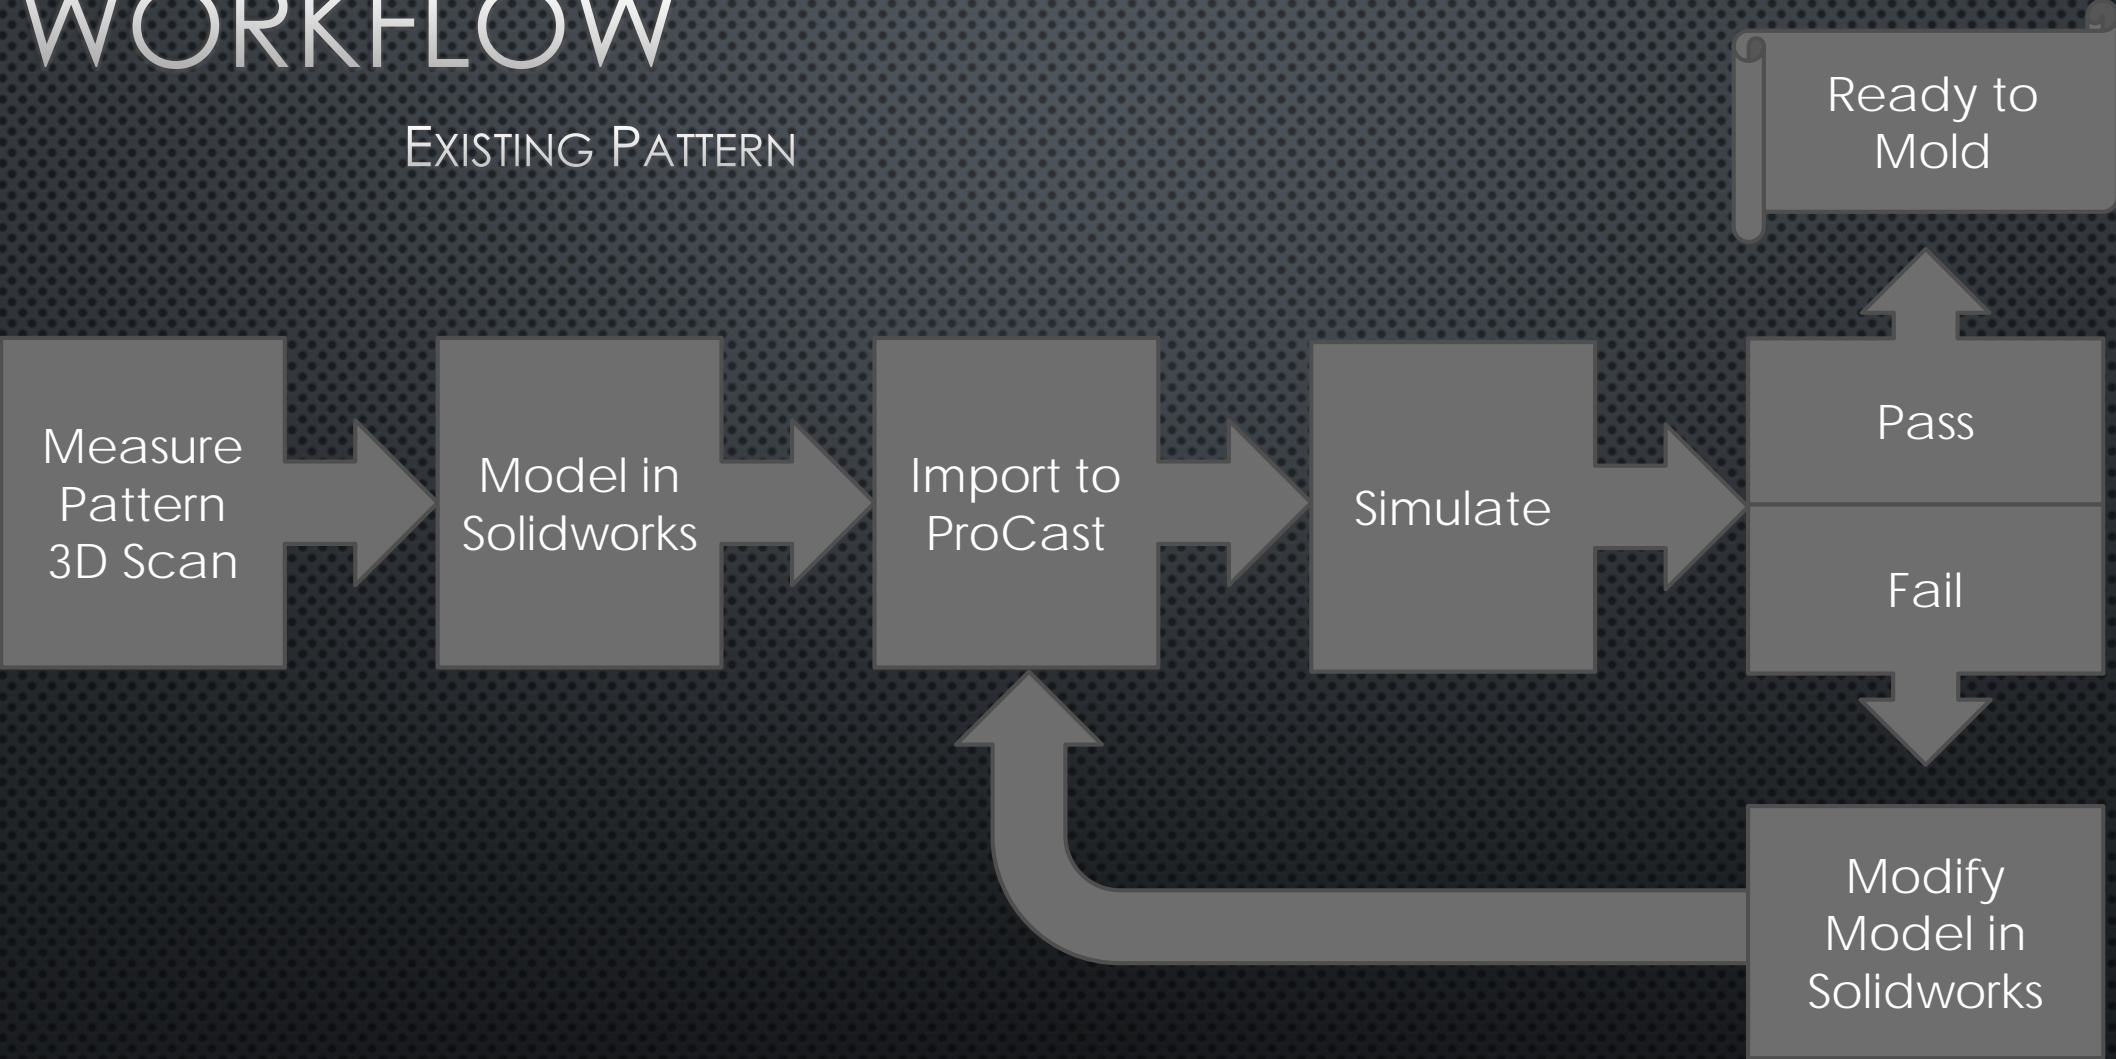 WORKFLOW
EXISTING PATTERN
Ready to
Mold
Measure
Pattern
3D Scan
Model in
Solidworks
Import to
ProCast
Simulate
Pass
Fail
Modify
Model in
Solidworks